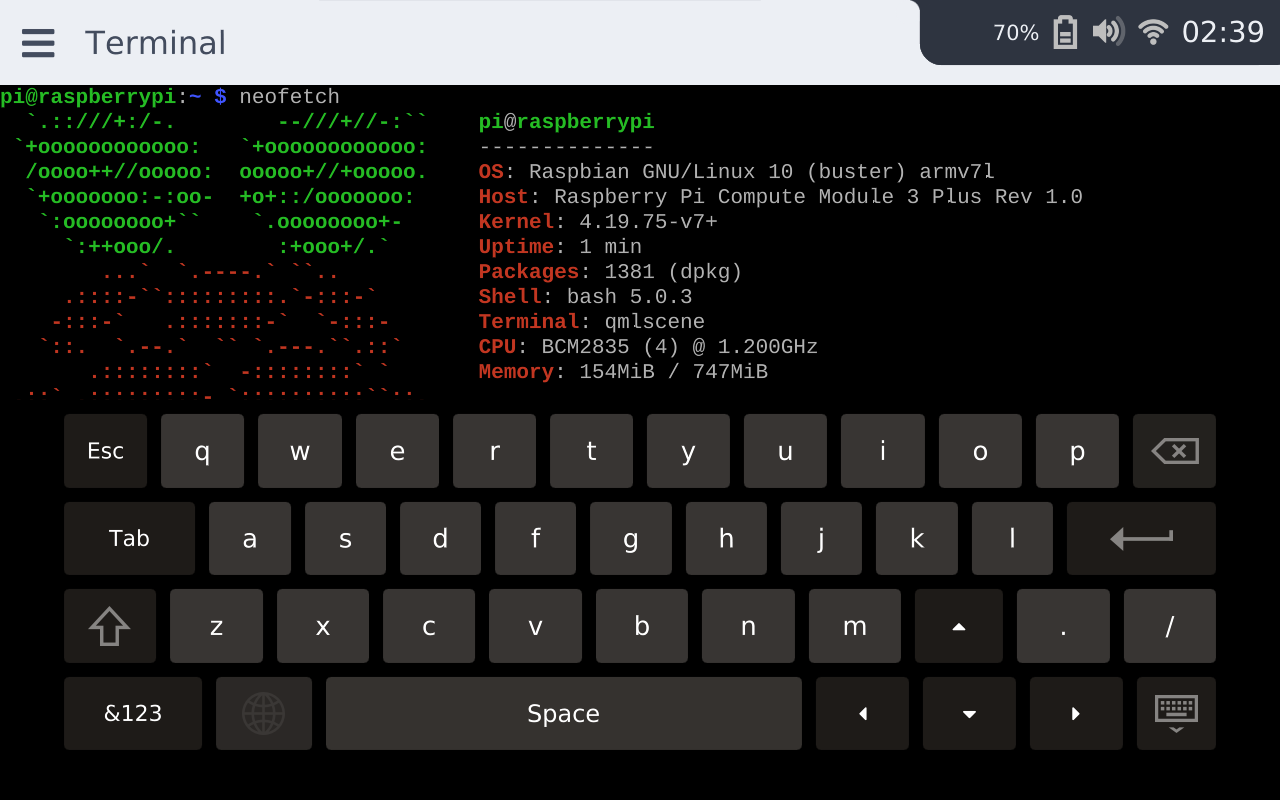 Terminal
70% 02:39
pi@raspberrypi:~ $ neofetch
`.::///+:/-.        --///+//-:``    pi@raspberrypi
`+oooooooooooo:   `+oooooooooooo:    --------------
/oooo++//ooooo:  ooooo+//+ooooo.    OS: Raspbian GNU/Linux 10 (buster) armv7l
`+ooooooo:-:oo-  +o+::/ooooooo:     Host: Raspberry Pi Compute Module 3 Plus Rev 1.0
`:oooooooo+``    `.oooooooo+-      Kernel: 4.19.75-v7+
`:++ooo/.        :+ooo+/.`       Uptime: 1 min
...`  `.----.` ``..           Packages: 1381 (dpkg)
.::::-``:::::::::.`-:::-`        Shell: bash 5.0.3
-:::-`   .:::::::-`  `-:::-       Terminal: qmlscene
`::.  `.--.`  `` `.---.``.::`      CPU: BCM2835 (4) @ 1.200GHz
.::::::::`  -::::::::` `       Memory: 154MiB / 747MiB
Esc q w e r t y u i o p
Tab a s d f g h j k l
z x c v b n m . /
&123 Space